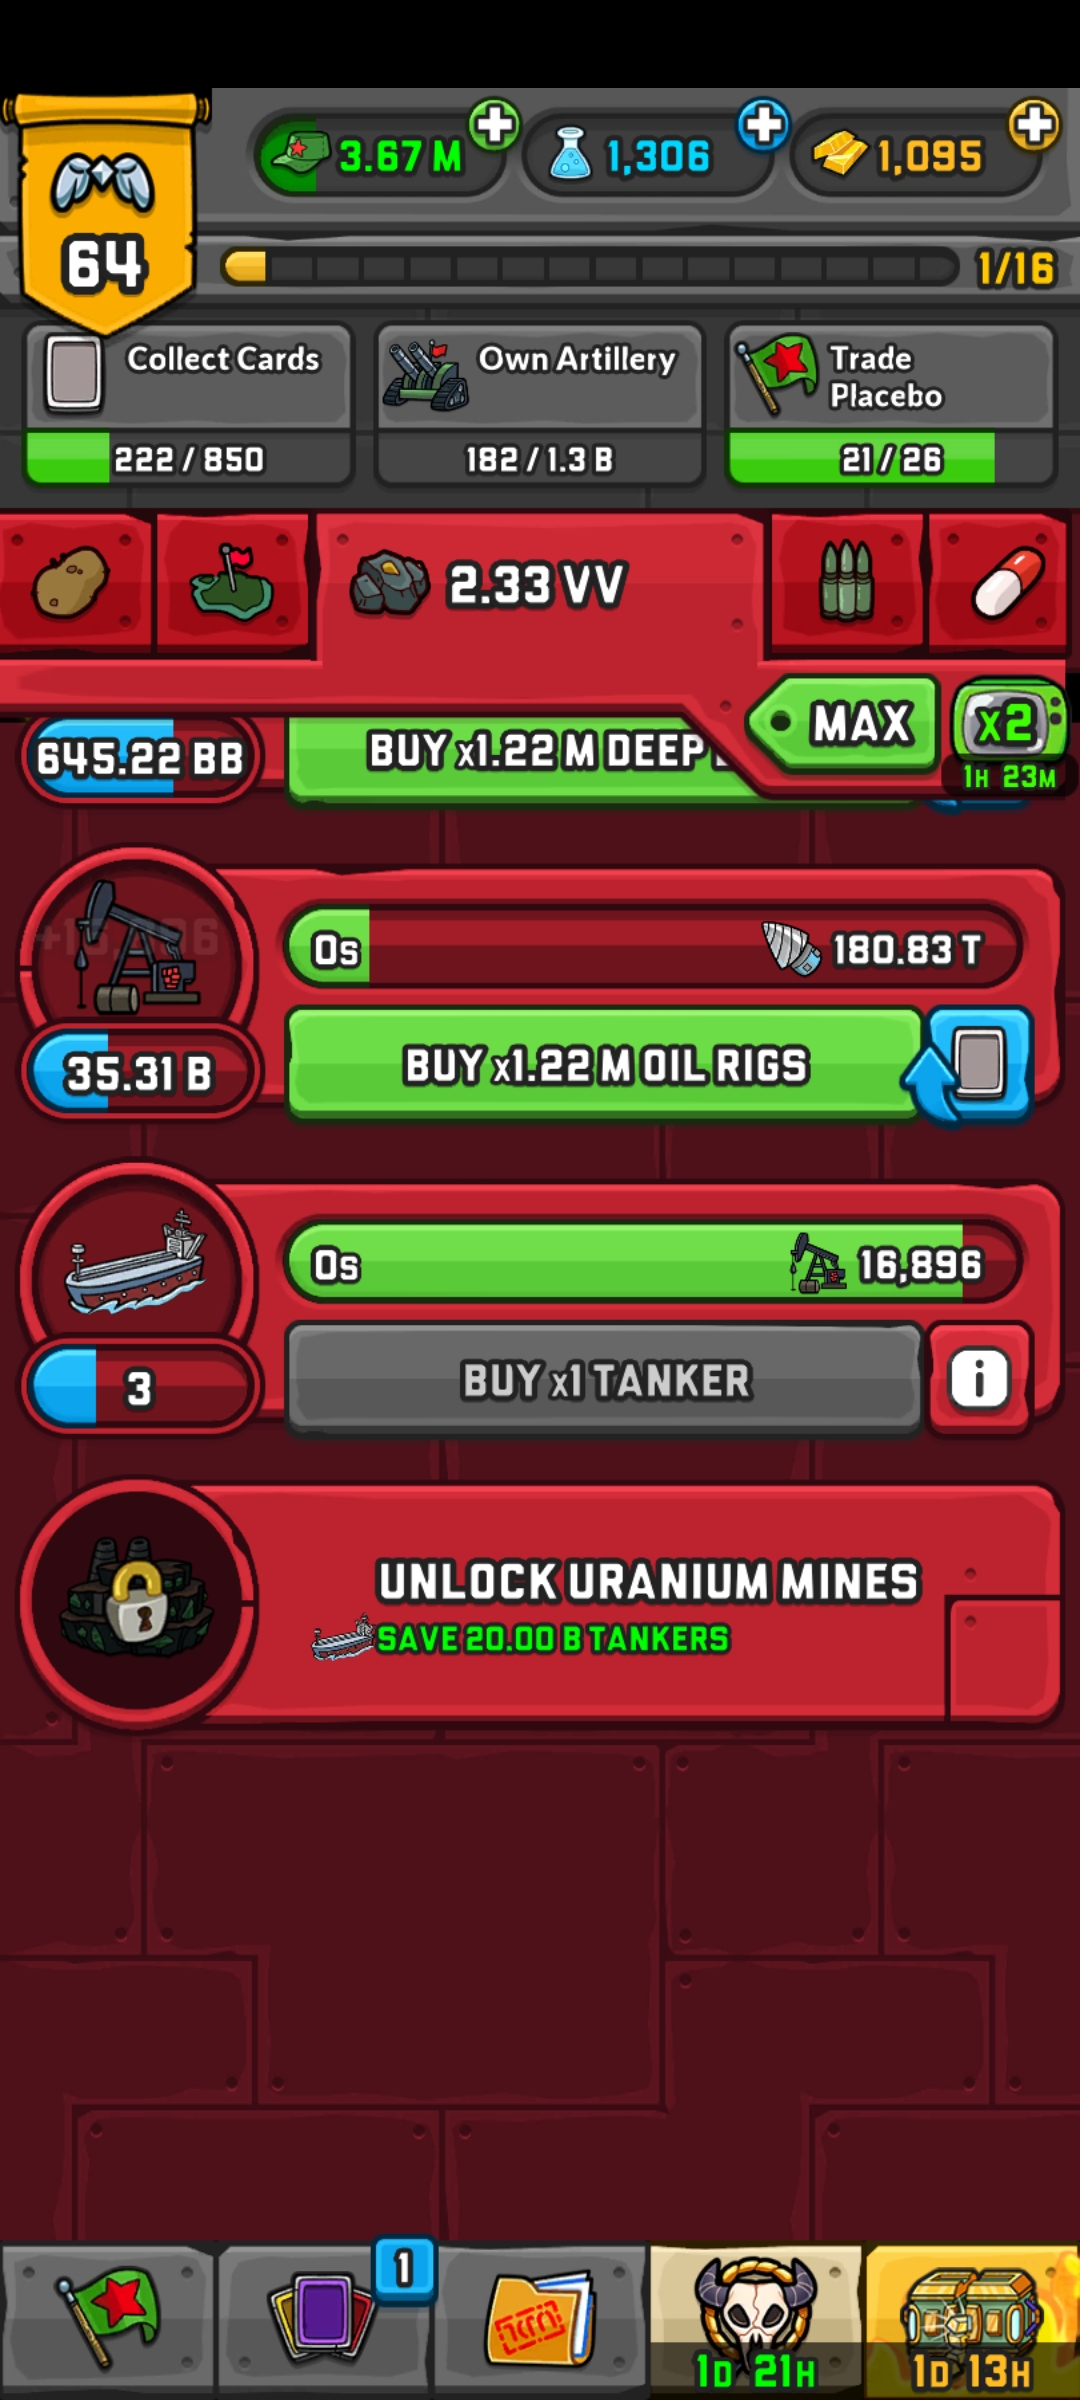 3.67 M
1,306
1,095
64
1/16
Collect Cards
222 / 850
Own Artillery
182 / 1.3 B
Trade
Placebo
21 / 26
2.33 VV
MAX
x2
1H 23M
645.22 BB
BUY x1.22 M DEEP
0s
180.83 T
35.31 B
BUY x1.22 M OIL RIGS
0s
16,896
3
BUY x1 TANKER
i
UNLOCK URANIUM MINES
SAVE 20.00 B TANKERS
1
1D 21H
1D 13H